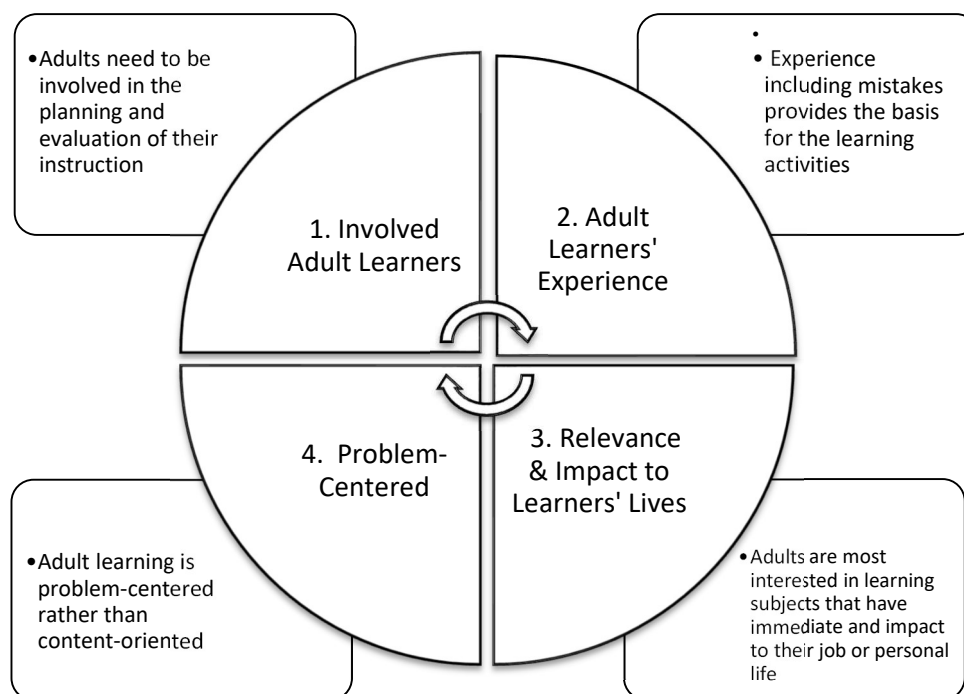 •Adults need to be
involved in the
planning and
evaluation of their
instruction
•
• Experience
including mistakes
provides the basis
for the learning
activities
1. Involved
Adult Learners
2. Adult
Learners'
Experience
4. Problem-
Centered
3. Relevance
& Impact to
Learners' Lives
•Adult learning is
problem-centered
rather than
content-oriented
•Adults are most
interested in learning
subjects that have
immediate and impact
to their job or personal
life